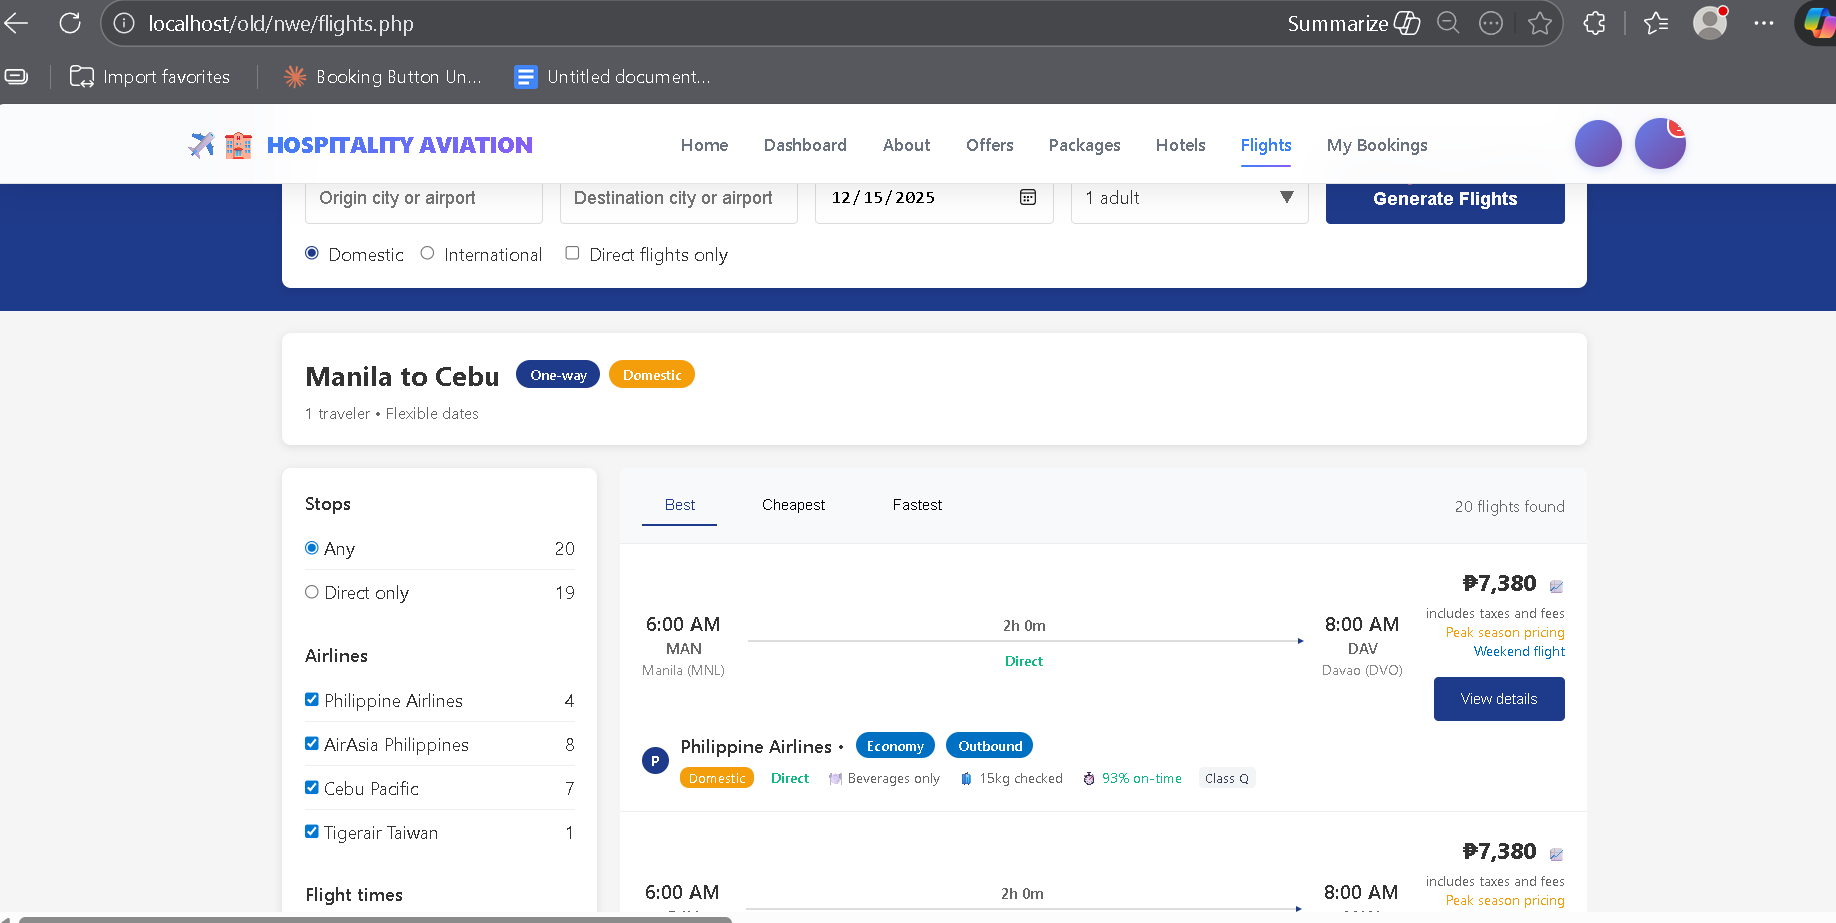 localhost/old/nwe/flights.php
Summarize
Import favorites
Booking Button Un...
Untitled document...
HOSPITALITY AVIATION
Home
Dashboard
About
Offers
Packages
Hotels
Flights
My Bookings
Origin city or airport
Destination city or airport
12/15/2025
1 adult
Generate Flights
Domestic
International
Direct flights only
Manila to Cebu
One-way
Domestic
1 traveler • Flexible dates
Stops
Any 20
Direct only 19
Airlines
Philippine Airlines 4
AirAsia Philippines 8
Cebu Pacific 7
Tigerair Taiwan 1
Flight times
Best
Cheapest
Fastest
20 flights found
6:00 AM
MAN
Manila (MNL)
2h 0m
Direct
8:00 AM
DAV
Davao (DVO)
₱7,380
includes taxes and fees
Peak season pricing
Weekend flight
View details
P
Philippine Airlines •
Economy
Outbound
Domestic
Direct
Beverages only
15kg checked
93% on-time
Class Q
6:00 AM
2h 0m
8:00 AM
₱7,380
includes taxes and fees
Peak season pricing